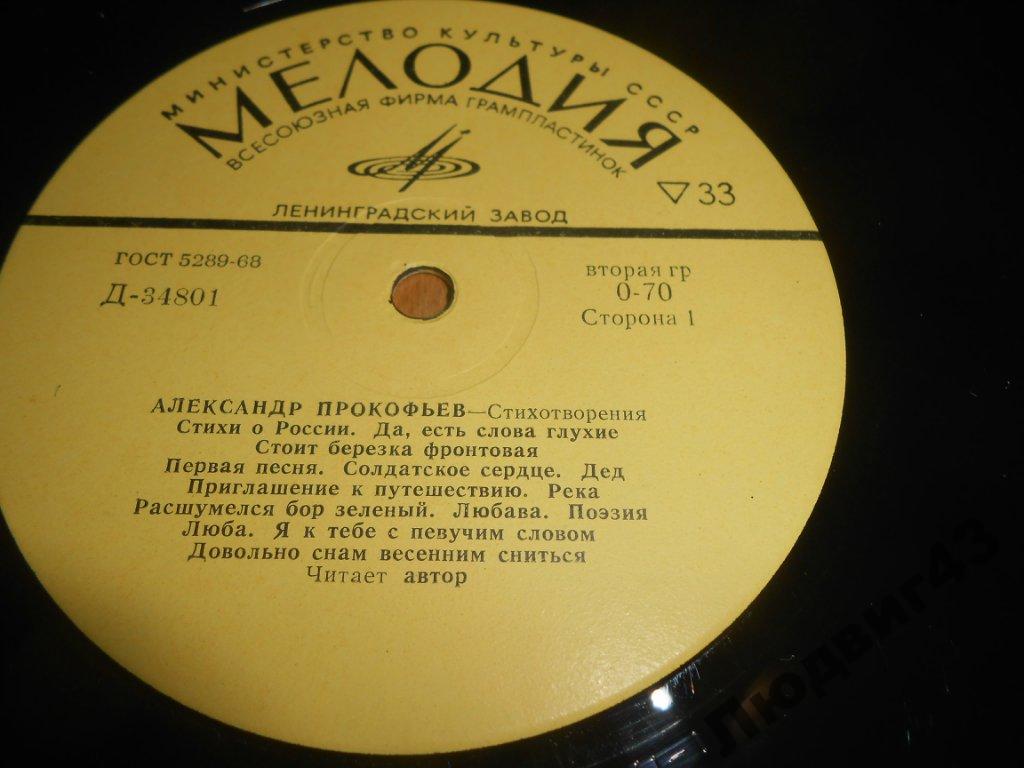 МИНИСТЕРСТВО КУЛЬТУРЫ СССР
МЕЛОДИЯ
ВСЕСОЮЗНАЯ ФИРМА ГРАМПЛАСТИНОК
33
ЛЕНИНГРАДСКИЙ ЗАВОД
ГОСТ 5289-68
Д-34801
вторая гр
0-70
Сторона 1
АЛЕКСАНДР ПРОКОФЬЕВ—Стихотворения
Стихи о России. Да, есть слова глухие
Стоит березка фронтовая
Первая песня. Солдатское сердце. Дед
Приглашение к путешествию. Река
Расшумелся бор зеленый. Любава. Поэзия
Люба. Я к тебе с певучим словом
Довольно снам весенним сниться
Читает автор
Людвиг43